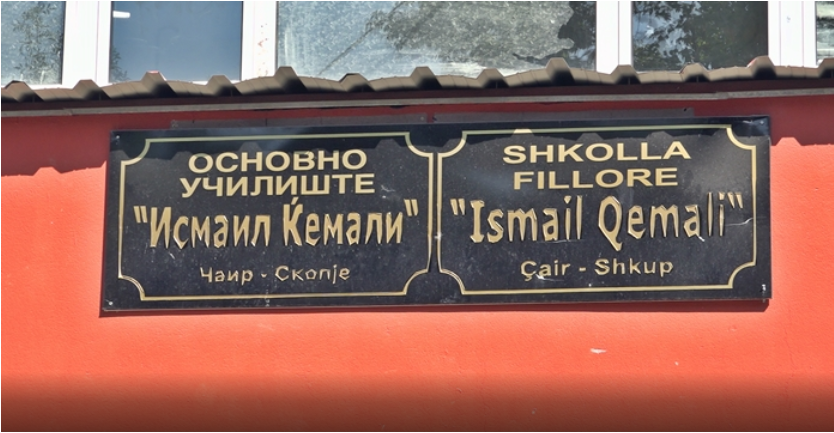 ОСНОВНО
УЧИЛИШТЕ
"Исмаил Ќемали"
Чаир - Скопје
SHKOLLA
FILLORE
"Ismail Qemali"
Çair - Shkup